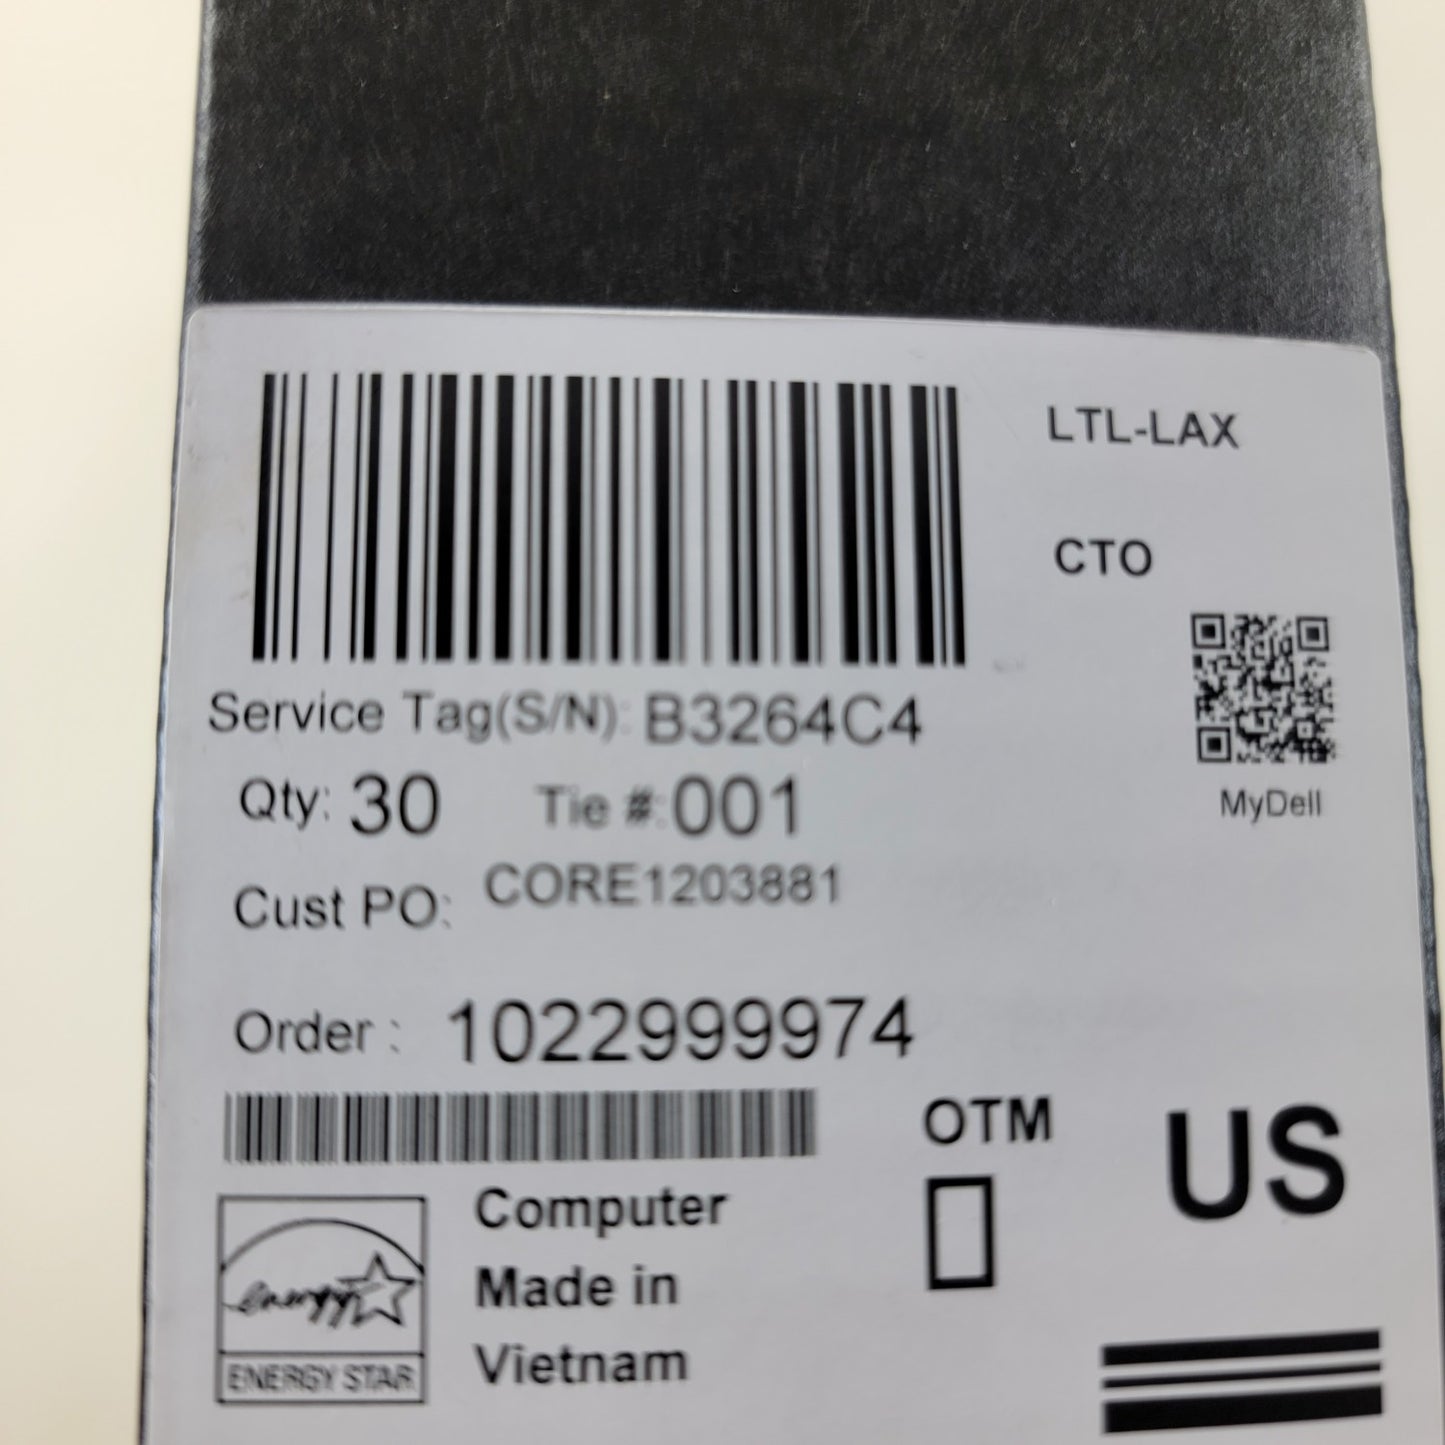 LTL-LAX
CTO
Service Tag(S/N): B3264C4
MyDell
Qty: 30 Tie #: 001
Cust PO: CORE1203881
Order : 1022999974
OTM
US
Computer
Made in
Vietnam
energy
ENERGY STAR